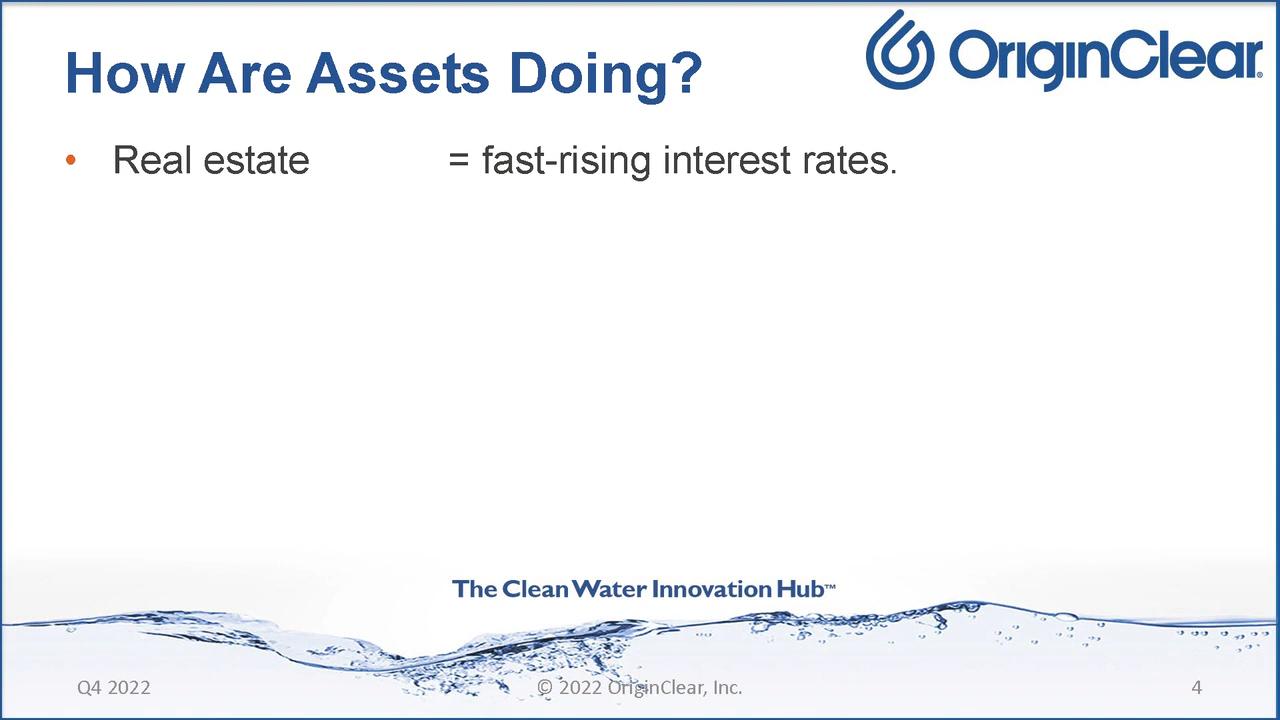 How Are Assets Doing?
OriginClear®
• Real estate = fast-rising interest rates.
The Clean Water Innovation Hub™
Q4 2022
© 2022 OriginClear, Inc.
4